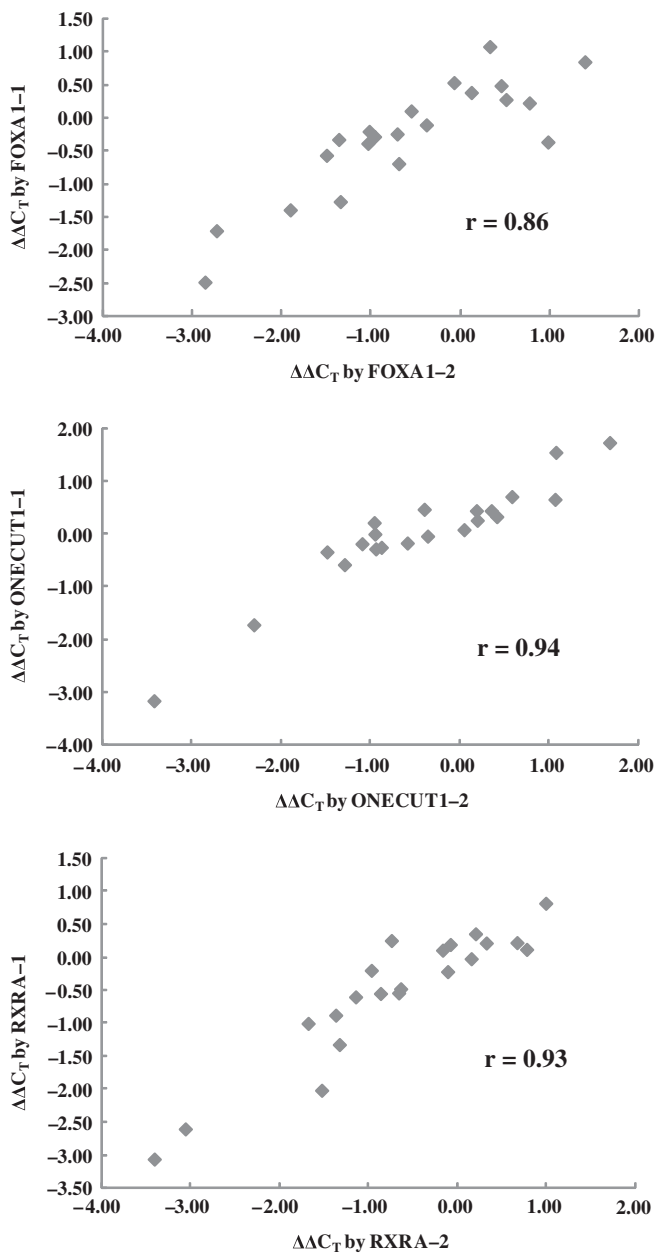 1.50
1.00
0.50
0.00
−0.50
−1.00
−1.50
−2.00
−2.50
−3.00
ΔΔC_T by FOXA1−1
r = 0.86
−4.00 −3.00 −2.00 −1.00 0.00 1.00 2.00
ΔΔC_T by FOXA1−2
2.00
1.00
0.00
−1.00
−2.00
−3.00
−4.00
ΔΔC_T by ONECUT1−1
r = 0.94
−4.00 −3.00 −2.00 −1.00 0.00 1.00 2.00
ΔΔC_T by ONECUT1−2
1.50
1.00
0.50
0.00
−0.50
−1.00
−1.50
−2.00
−2.50
−3.00
−3.50
ΔΔC_T by RXRA−1
r = 0.93
−4.00 −3.00 −2.00 −1.00 0.00 1.00 2.00
ΔΔC_T by RXRA−2